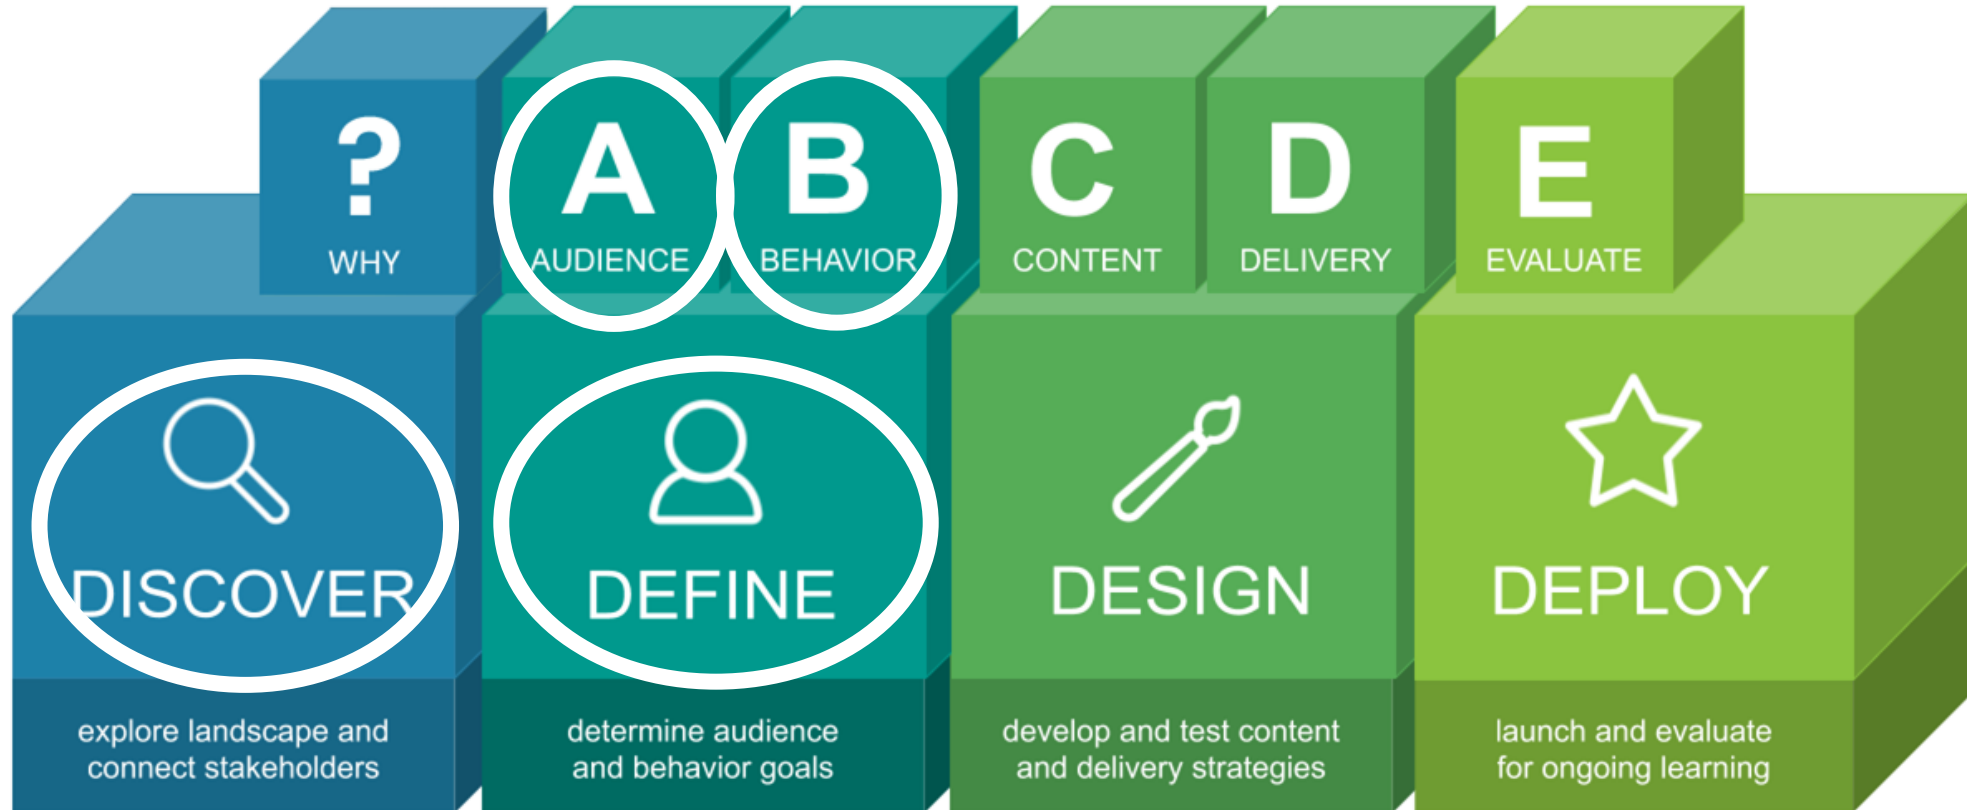 ?
WHY
A
AUDIENCE
B
BEHAVIOR
C
CONTENT
D
DELIVERY
E
EVALUATE
DISCOVER
explore landscape and
connect stakeholders
DEFINE
determine audience
and behavior goals
DESIGN
develop and test content
and delivery strategies
DEPLOY
launch and evaluate
for ongoing learning